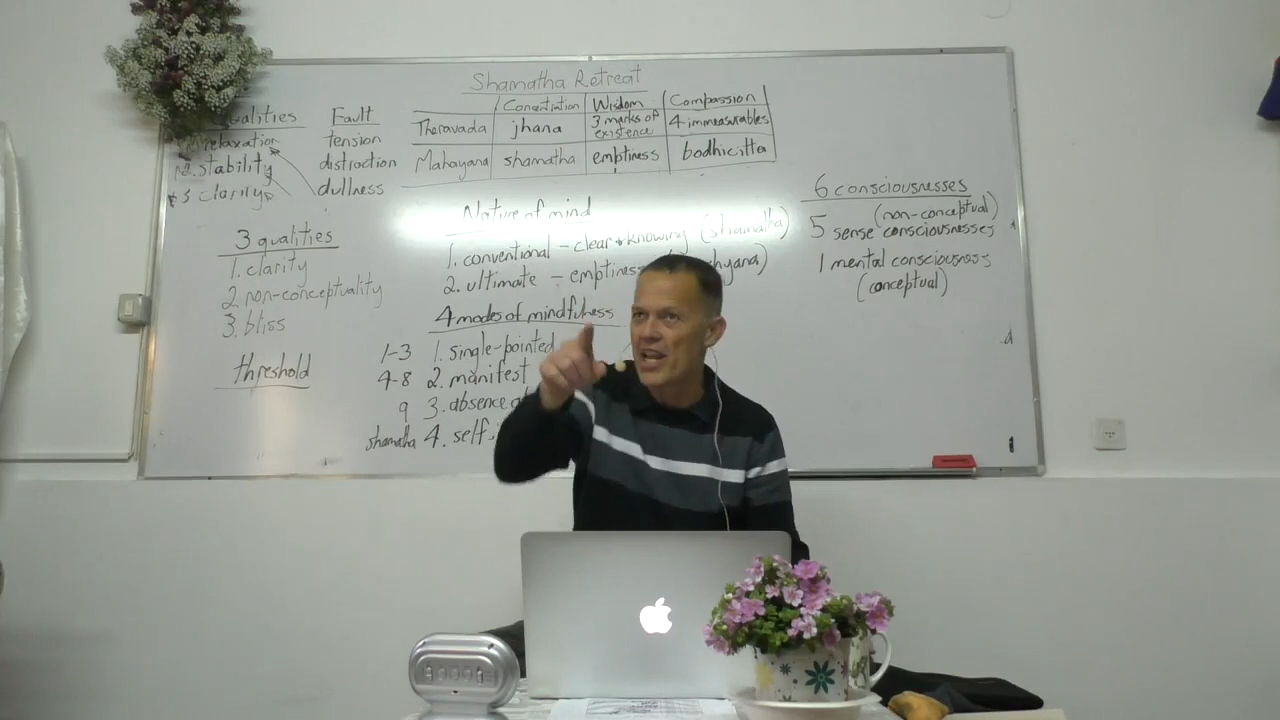 Shamatha Retreat
Concentration Wisdom Compassion
Theravada jhana 3 marks of existence 4 immeasurables
Mahayana shamatha emptiness bodhicitta
Fault
relaxation tension
2. stability distraction
3 clarity dullness
3 qualities
1. clarity
2. non-conceptuality
3. bliss
threshold
Nature of mind
1. conventional - clear + knowing (shamatha)
2. ultimate - emptiness
4 modes of mindfulness
1-3 1. single-pointed
4-8 2. manifest
9 3. absence
shamatha 4. self
6 consciousnesses
(non-conceptual)
5 sense consciousnesses
1 mental consciousness
(conceptual)